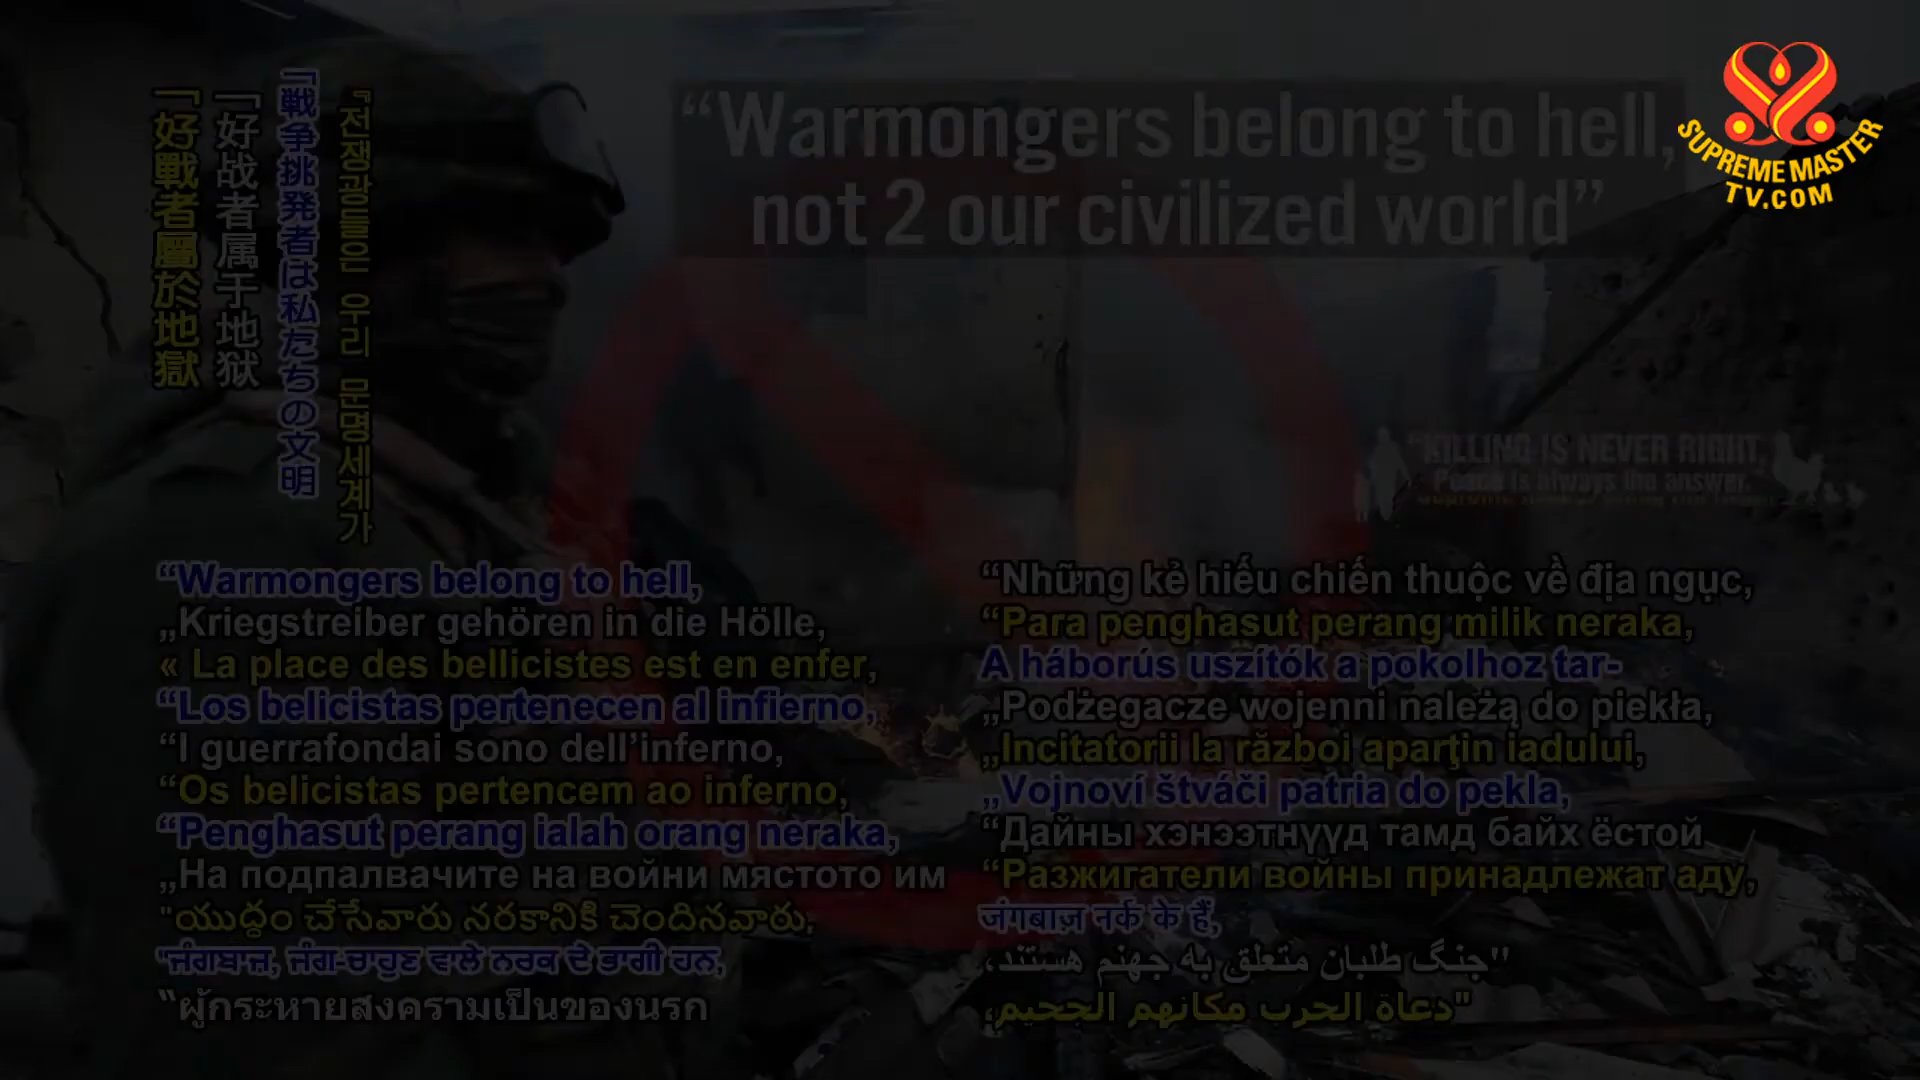 “Warmongers belong to hell,
not 2 our civilized world”
SUPREME MASTER
TV.COM
「好戰者屬於地獄
「好战者属于地狱
「戦争挑発者は私たちの文明
『전쟁광들은 우리 문명세계가
“KILLING IS NEVER RIGHT,
Peace is always the answer.”
“Warmongers belong to hell,
„Kriegstreiber gehören in die Hölle,
« La place des bellicistes est en enfer,
“Los belicistas pertenecen al infierno,
“I guerrafondai sono dell’inferno,
“Os belicistas pertencem ao inferno,
“Penghasut perang ialah orang neraka,
„На подпалвачите на войни мястото им
"యుద్ధం చేసేవారు నరకానికి చెందినవారు;
"ਜੰਗਬਾਜ਼, ਜੰਗ-ਚਾਹੁਣ ਵਾਲੇ ਨਰਕ ਦੇ ਭਾਗੀ ਹਨ,
“ผู้กระหายสงครามเป็นของนรก
“Những kẻ hiếu chiến thuộc về địa ngục,
“Para penghasut perang milik neraka,
A háborús uszítók a pokolhoz tar-
„Podżegacze wojenni należą do piekła,
„Incitatorii la război aparţin iadului,
„Vojnoví štváči patria do pekla,
“Дайны хэнээтнүүд тамд байх ёстой
“Разжигатели войны принадлежат аду,
जंगबाज़ नर्क के हैं,
"جنگ طلبان متعلق به جهنم هستند،
"دعاة الحرب مكانهم الجحيم،